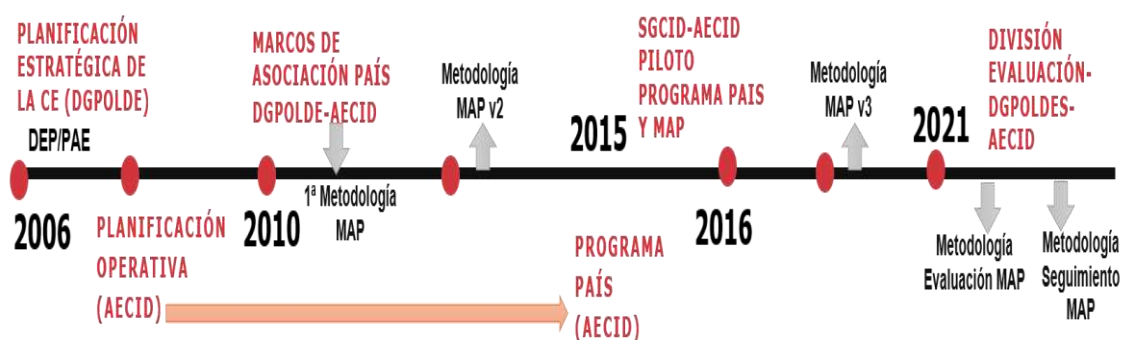 PLANIFICACIÓN
ESTRATÉGICA DE
LA CE (DGPOLDE)
DEP/PAE
2006
PLANIFICACIÓN
OPERATIVA
(AECID)
MARCOS DE
ASOCIACIÓN PAÍS
DGPOLDE-AECID
2010
1ª Metodología
MAP
Metodología
MAP v2
2015
PROGRAMA
PAÍS
(AECID)
SGCID-AECID
PILOTO
PROGRAMA PAIS
Y MAP
2016
Metodología
MAP v3
2021
DIVISIÓN
EVALUACIÓN-
DGPOLDES-
AECID
Metodología
Evaluación MAP
Metodología
Seguimiento
MAP